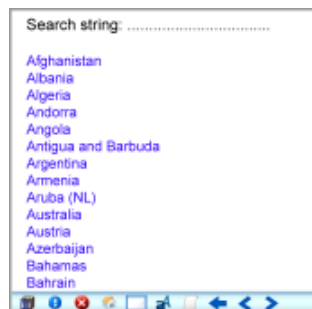 Search string: ..................................
Afghanistan
Albania
Algeria
Andorra
Angola
Antigua and Barbuda
Argentina
Armenia
Aruba (NL)
Australia
Austria
Azerbaijan
Bahamas
Bahrain